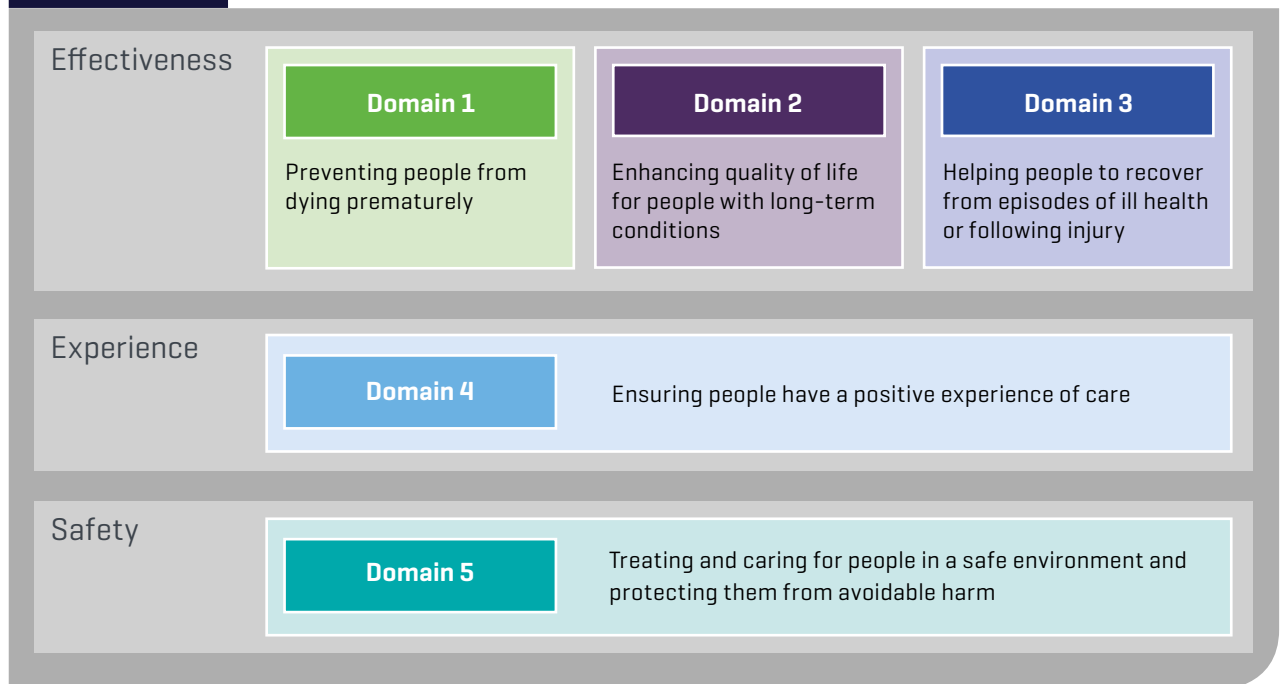 Effectiveness
Domain 1
Preventing people from
dying prematurely
Domain 2
Enhancing quality of life
for people with long-term
conditions
Domain 3
Helping people to recover
from episodes of ill health
or following injury
Experience
Domain 4
Ensuring people have a positive experience of care
Safety
Domain 5
Treating and caring for people in a safe environment and
protecting them from avoidable harm